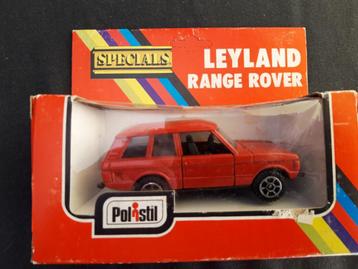 SPECIALS
LEYLAND
RANGE ROVER
Polistil